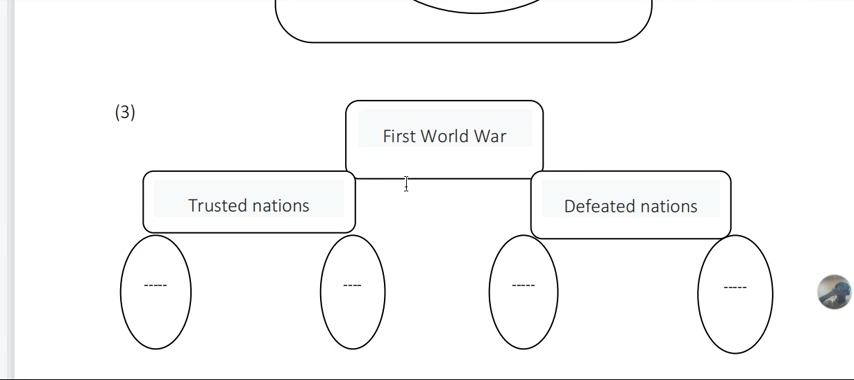 (3)
First World War
Trusted nations
Defeated nations
-----
----
-----
-----